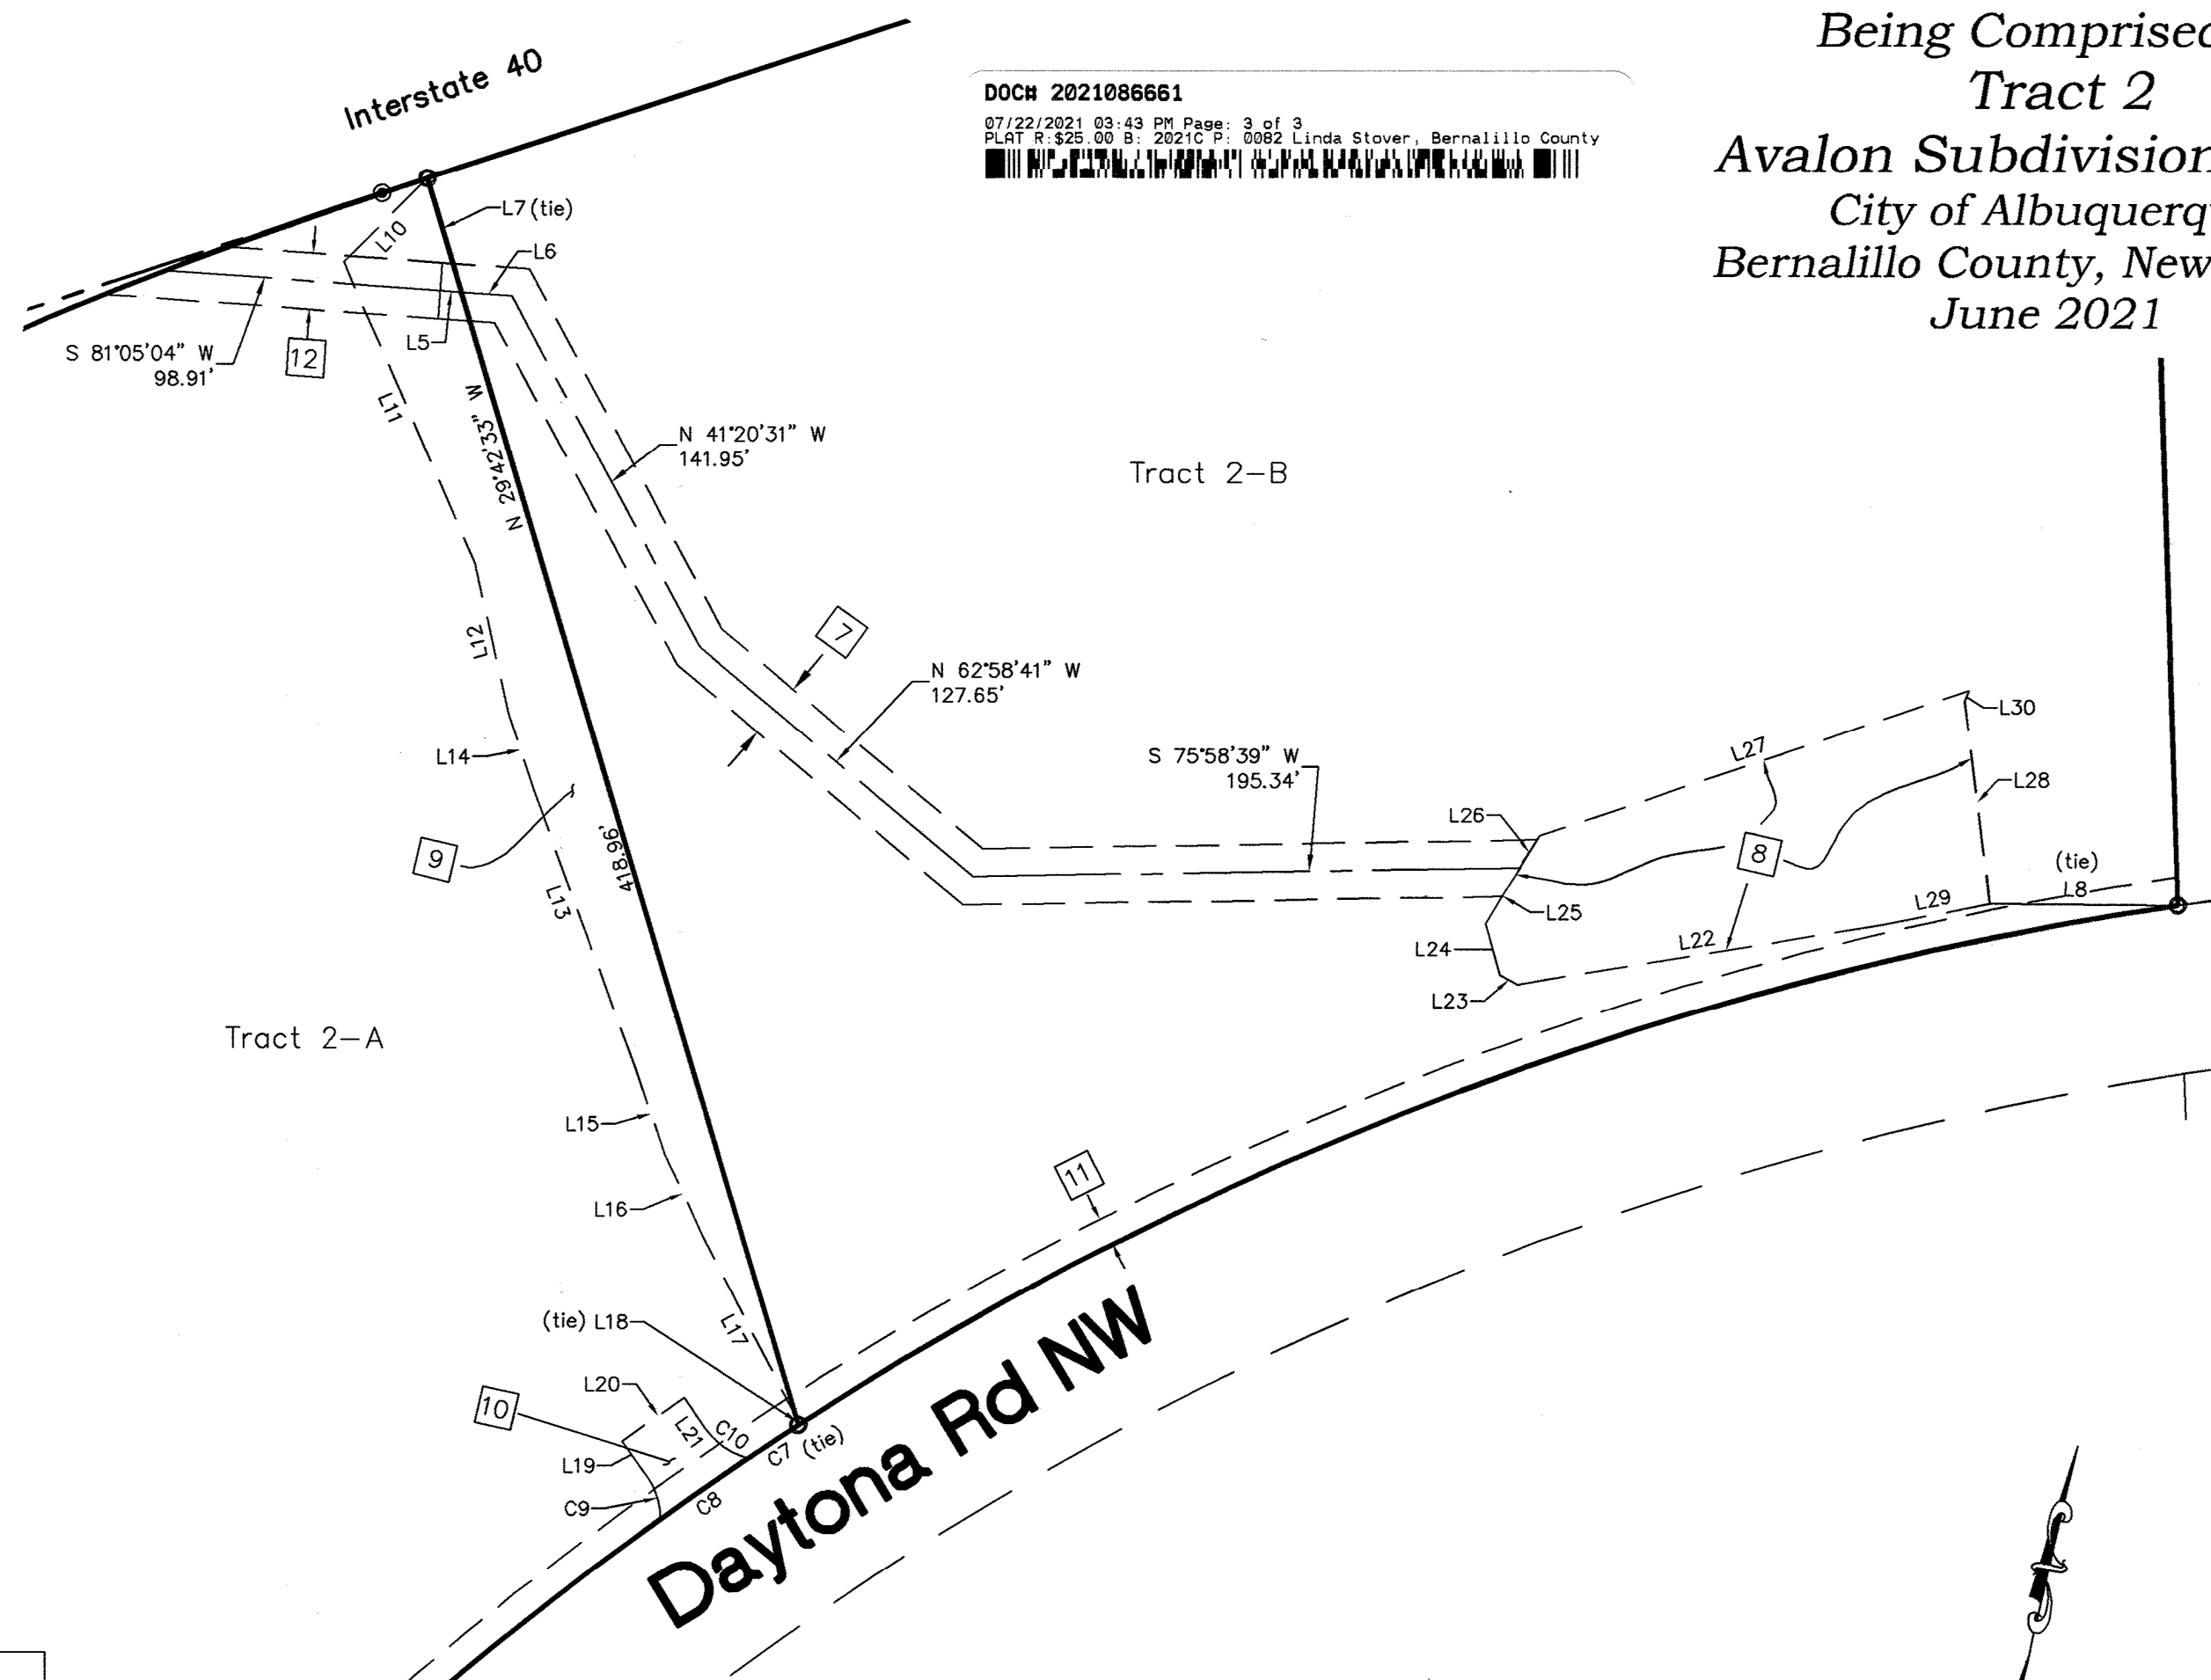 Being Comprised
Tract 2
Avalon Subdivision
City of Albuquerq
Bernalillo County, New
June 2021
DOC# 2021086661
07/22/2021 03:43 PM Page: 3 of 3
PLAT R:$25.00 B: 2021C P: 0082 Linda Stover, Bernalillo County
Interstate 40
L7 (tie)
L10
L6
L5
S 81°05'04" W
98.91'
12
L11
N 29°42'33" W
418.96'
N 41°20'31" W
141.95'
Tract 2-B
L12
7
N 62°58'41" W
127.65'
L14
S 75°58'39" W
195.34'
L30
L27
L28
L26
9
8
(tie)
L8
L13
L29
L25
L22
L24
L23
Tract 2-A
L15
11
L16
(tie) L18
L17
L20
10
L21
C10
C7 (tie)
L19
C9
C8
Daytona Rd NW